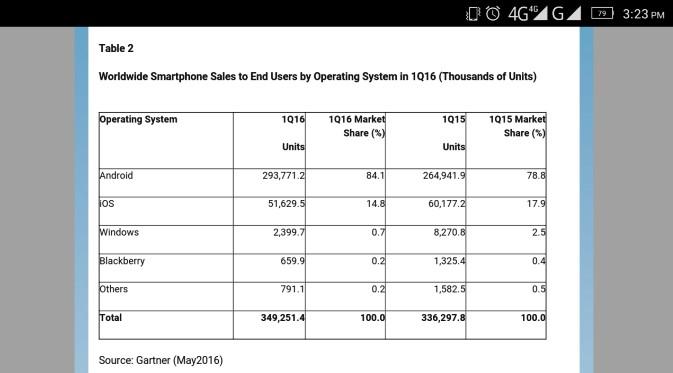 4G 4G G 79 3:23 PM
Table 2
Worldwide Smartphone Sales to End Users by Operating System in 1Q16 (Thousands of Units)
Operating System 1Q16 Units 1Q16 Market Share (%) 1Q15 Units 1Q15 Market Share (%)
Android 293,771.2 84.1 264,941.9 78.8
iOS 51,629.5 14.8 60,177.2 17.9
Windows 2,399.7 0.7 8,270.8 2.5
Blackberry 659.9 0.2 1,325.4 0.4
Others 791.1 0.2 1,582.5 0.5
Total 349,251.4 100.0 336,297.8 100.0
Source: Gartner (May2016)